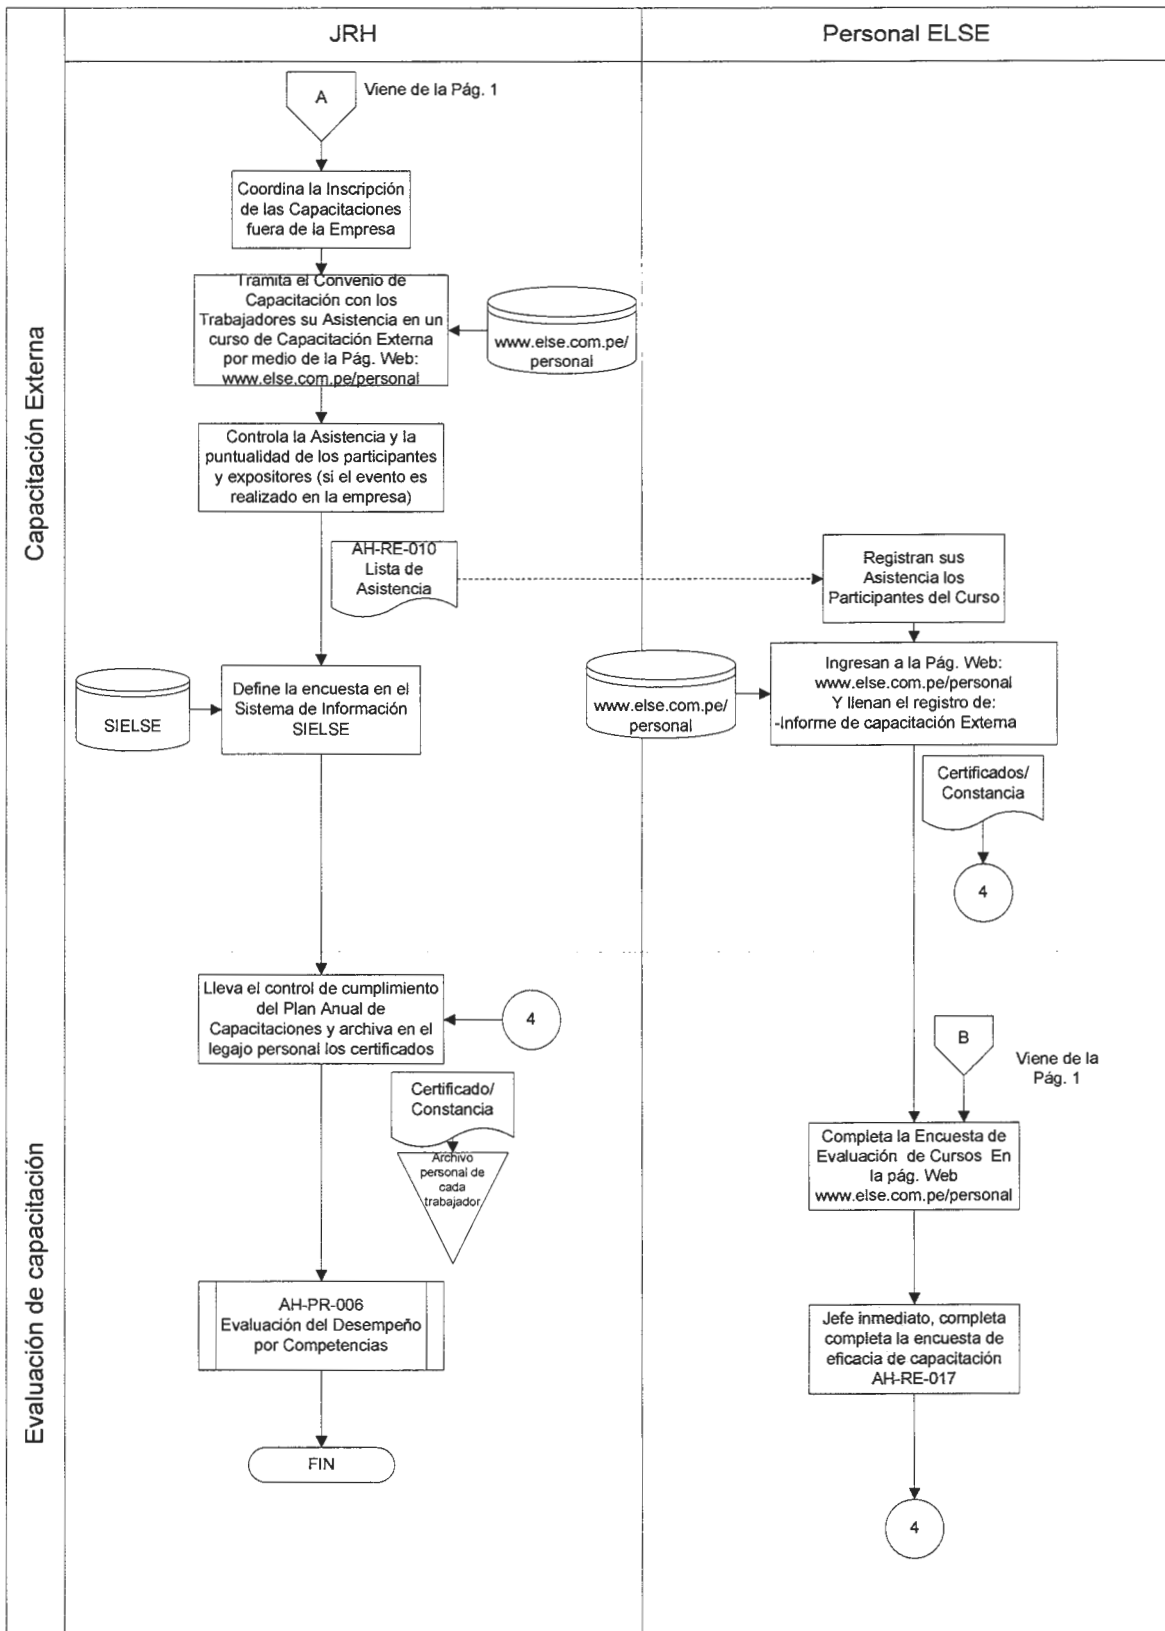 JRH
Personal ELSE
Capacitación Externa
A
Viene de la Pág. 1
Coordina la Inscripción
de las Capacitaciones
fuera de la Empresa
Tramita el Convenio de
Capacitación con los
Trabajadores su Asistencia en un
curso de Capacitación Externa
por medio de la Pág. Web:
www.else.com.pe/personal
www.else.com.pe/
personal
Controla la Asistencia y la
puntualidad de los participantes
y expositores (si el evento es
realizado en la empresa)
AH-RE-010
Lista de
Asistencia
Registran sus
Asistencia los
Participantes del Curso
SIELSE
Define la encuesta en el
Sistema de Información
SIELSE
www.else.com.pe/
personal
Ingresan a la Pág. Web:
www.else.com.pe/personal
Y llenan el registro de:
-Informe de capacitación Externa
Certificados/
Constancia
4
Evaluación de capacitación
Lleva el control de cumplimiento
del Plan Anual de
Capacitaciones y archiva en el
legajo personal los certificados
4
B
Viene de la
Pág. 1
Certificado/
Constancia
Archivo
personal de
cada
trabajador
Completa la Encuesta de
Evaluación de Cursos En
la pág. Web
www.else.com.pe/personal
AH-PR-006
Evaluación del Desempeño
por Competencias
Jefe inmediato, completa
completa la encuesta de
eficacia de capacitación
AH-RE-017
FIN
4